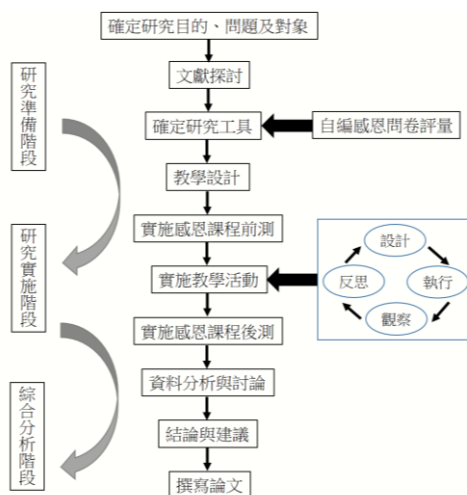 確定研究目的、問題及對象
文獻探討
確定研究工具
自編感恩問卷評量
教學設計
實施感恩課程前測
實施教學活動
實施感恩課程後測
資料分析與討論
結論與建議
撰寫論文
研究準備階段
研究實施階段
綜合分析階段
設計
執行
觀察
反思